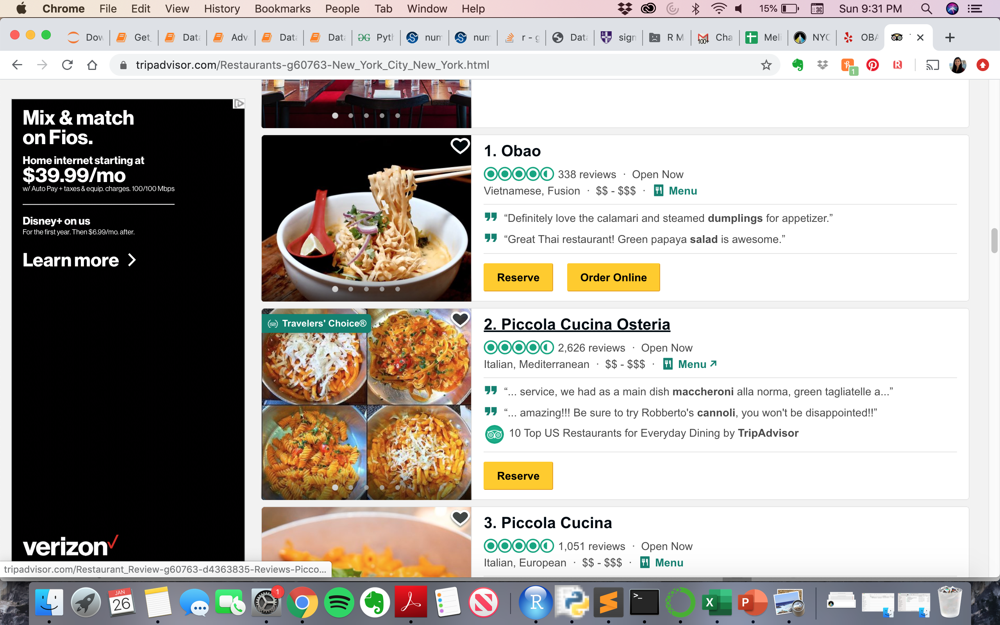 Chrome File Edit View History Bookmarks People Tab Window Help 15% Sun 9:31 PM
Dow Get_ Data Adv Data Data Pyth num num r - g Data sign R M Cha Meli NYC OBA
tripadvisor.com/Restaurants-g60763-New_York_City_New_York.html
1
Mix & match
on Fios.
Home internet starting at
$39.99/mo
w/ Auto Pay + taxes & equip. charges. 100/100 Mbps
Disney+ on us
For the first year. Then $6.99/mo. after.
Learn more
verizon
1. Obao
338 reviews · Open Now
Vietnamese, Fusion · $$ - $$$ · Menu
“Definitely love the calamari and steamed dumplings for appetizer.”
“Great Thai restaurant! Green papaya salad is awesome.”
Reserve Order Online
Travelers' Choice®
2. Piccola Cucina Osteria
2,626 reviews · Open Now
Italian, Mediterranean · $$ - $$$ · Menu
“... service, we had as a main dish maccheroni alla norma, green tagliatelle a...”
“... amazing!!! Be sure to try Robberto's cannoli, you won't be disappointed!!”
10 Top US Restaurants for Everyday Dining by TripAdvisor
Reserve
3. Piccola Cucina
1,051 reviews · Open Now
Italian, European · $$ - $$$ · Menu
tripadvisor.com/Restaurant_Review-g60763-d4363835-Reviews-Picco...
JAN
26
1
R
>_
X
P